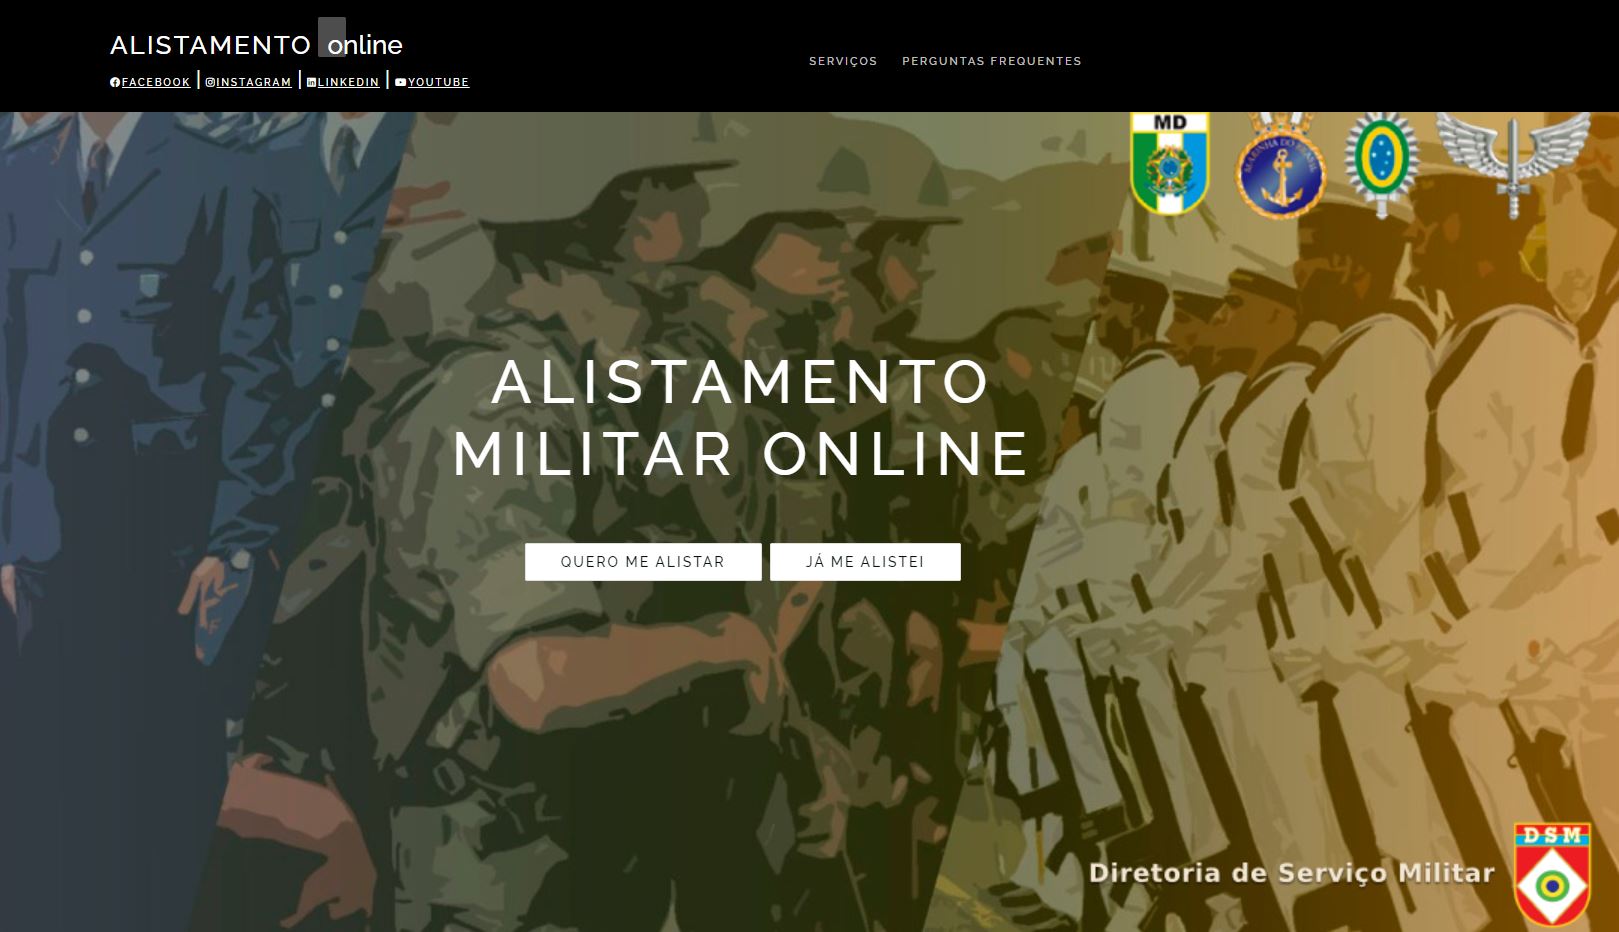 ALISTAMENTO online
FACEBOOK | INSTAGRAM | LINKEDIN | YOUTUBE
SERVIÇOS PERGUNTAS FREQUENTES
MD
MARINHA DO BRASIL
ALISTAMENTO
MILITAR ONLINE
QUERO ME ALISTAR JÁ ME ALISTEI
DSM
Diretoria de Serviço Militar